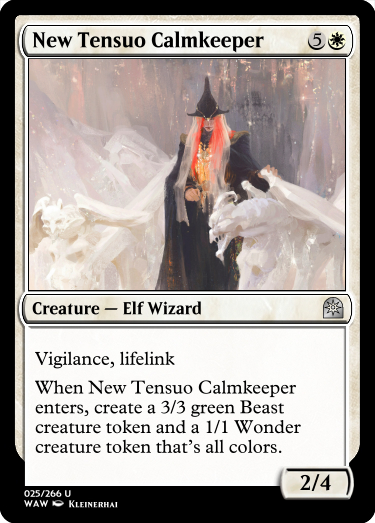 New Tensuo Calmkeeper 5
Creature — Elf Wizard
Vigilance, lifelink
When New Tensuo Calmkeeper
enters, create a 3/3 green Beast
creature token and a 1/1 Wonder
creature token that's all colors.
2/4
025/266 U
WAW Kleinerhai